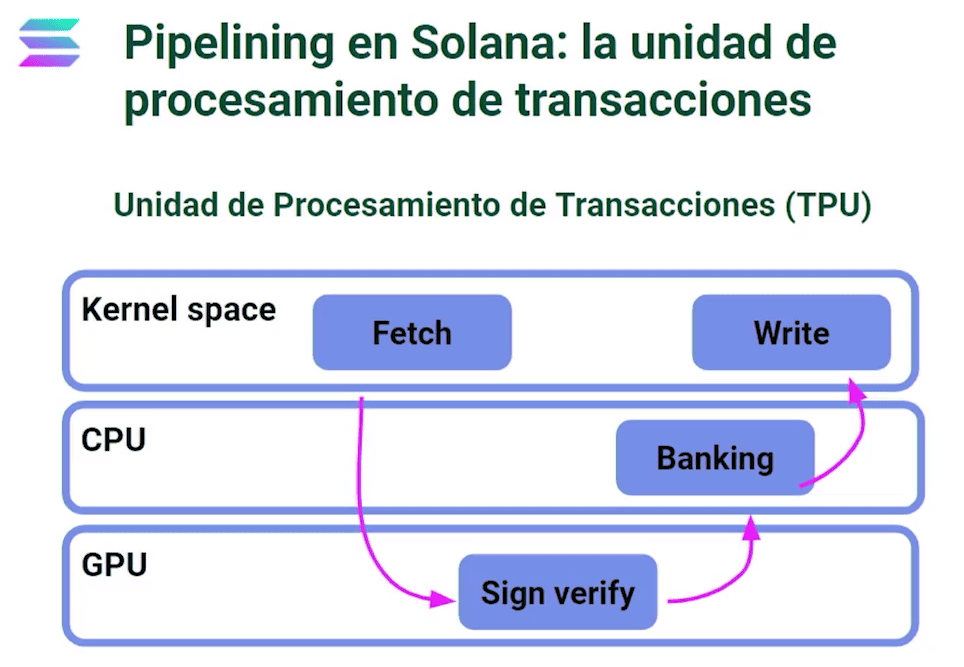 Pipelining en Solana: la unidad de
procesamiento de transacciones
Unidad de Procesamiento de Transacciones (TPU)
Kernel space
Fetch
Write
CPU
Banking
GPU
Sign verify